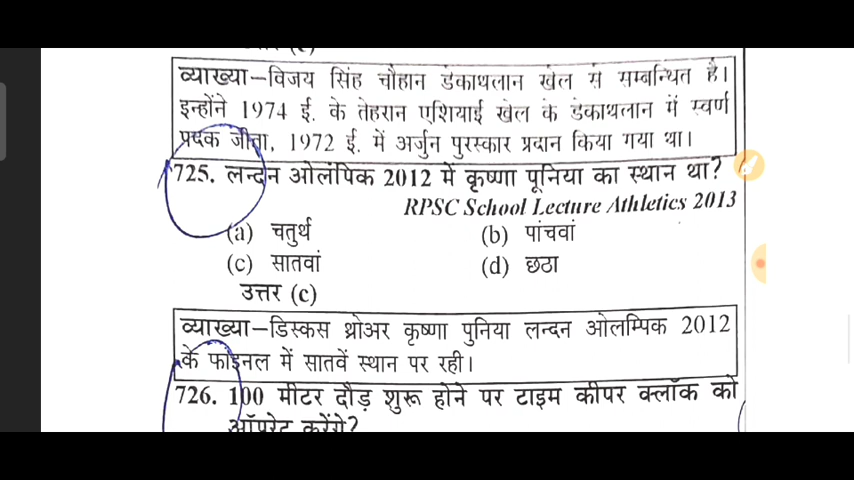 व्याख्या–विजय सिंह चौहान डेकाथलान खेल से सम्बन्धित है।
इन्होंने 1974 ई. के तेहरान एशियाई खेल के डेकाथलान में स्वर्ण
पदक जीता, 1972 ई. में अर्जुन पुरस्कार प्रदान किया गया था।
725. लन्दन ओलंपिक 2012 में कृष्णा पूनिया का स्थान था?
RPSC School Lecture Athletics 2013
(a) चतुर्थ (b) पांचवां
(c) सातवां (d) छठा
उत्तर (c)
व्याख्या–डिस्कस थ्रोअर कृष्णा पुनिया लन्दन ओलम्पिक 2012
के फाइनल में सातवें स्थान पर रही।
726. 100 मीटर दौड़ शुरू होने पर टाइम कीपर क्लॉक को
ऑपरेट करेंगे?